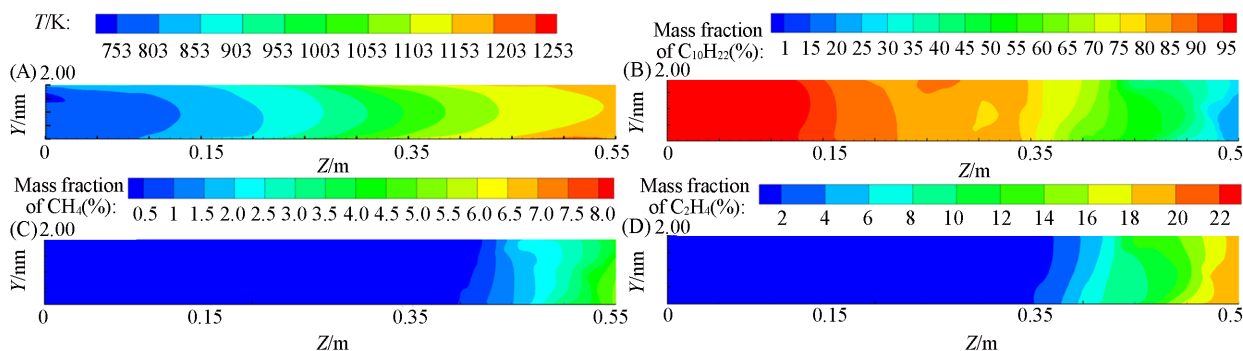 T/K:
753 803 853 903 953 1003 1053 1103 1153 1203 1253
(A) 2.00
Y/nm
0 0.15 0.35 0.55
Z/m
Mass fraction
of C₁₀H₂₂(%):
1 15 20 25 30 35 40 45 50 55 60 65 70 75 80 85 90 95
(B) 2.00
Y/nm
0 0.15 0.35 0.5
Z/m
Mass fraction
of CH₄(%):
0.5 1 1.5 2.0 2.5 3.0 3.5 4.0 4.5 5.0 5.5 6.0 6.5 7.0 7.5 8.0
(C) 2.00
Y/nm
0 0.15 0.35 0.55
Z/m
Mass fraction
of C₂H₄(%):
2 4 6 8 10 12 14 16 18 20 22
(D) 2.00
Y/nm
0 0.15 0.35 0.5
Z/m